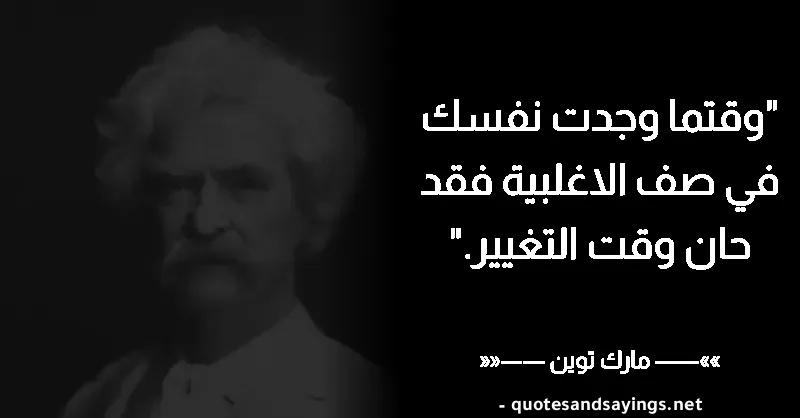 "وقتما وجدت نفسك
في صف الاغلبية فقد
حان وقت التغيير."
»»—— مارك توين ——««
- quotesandsayings.net